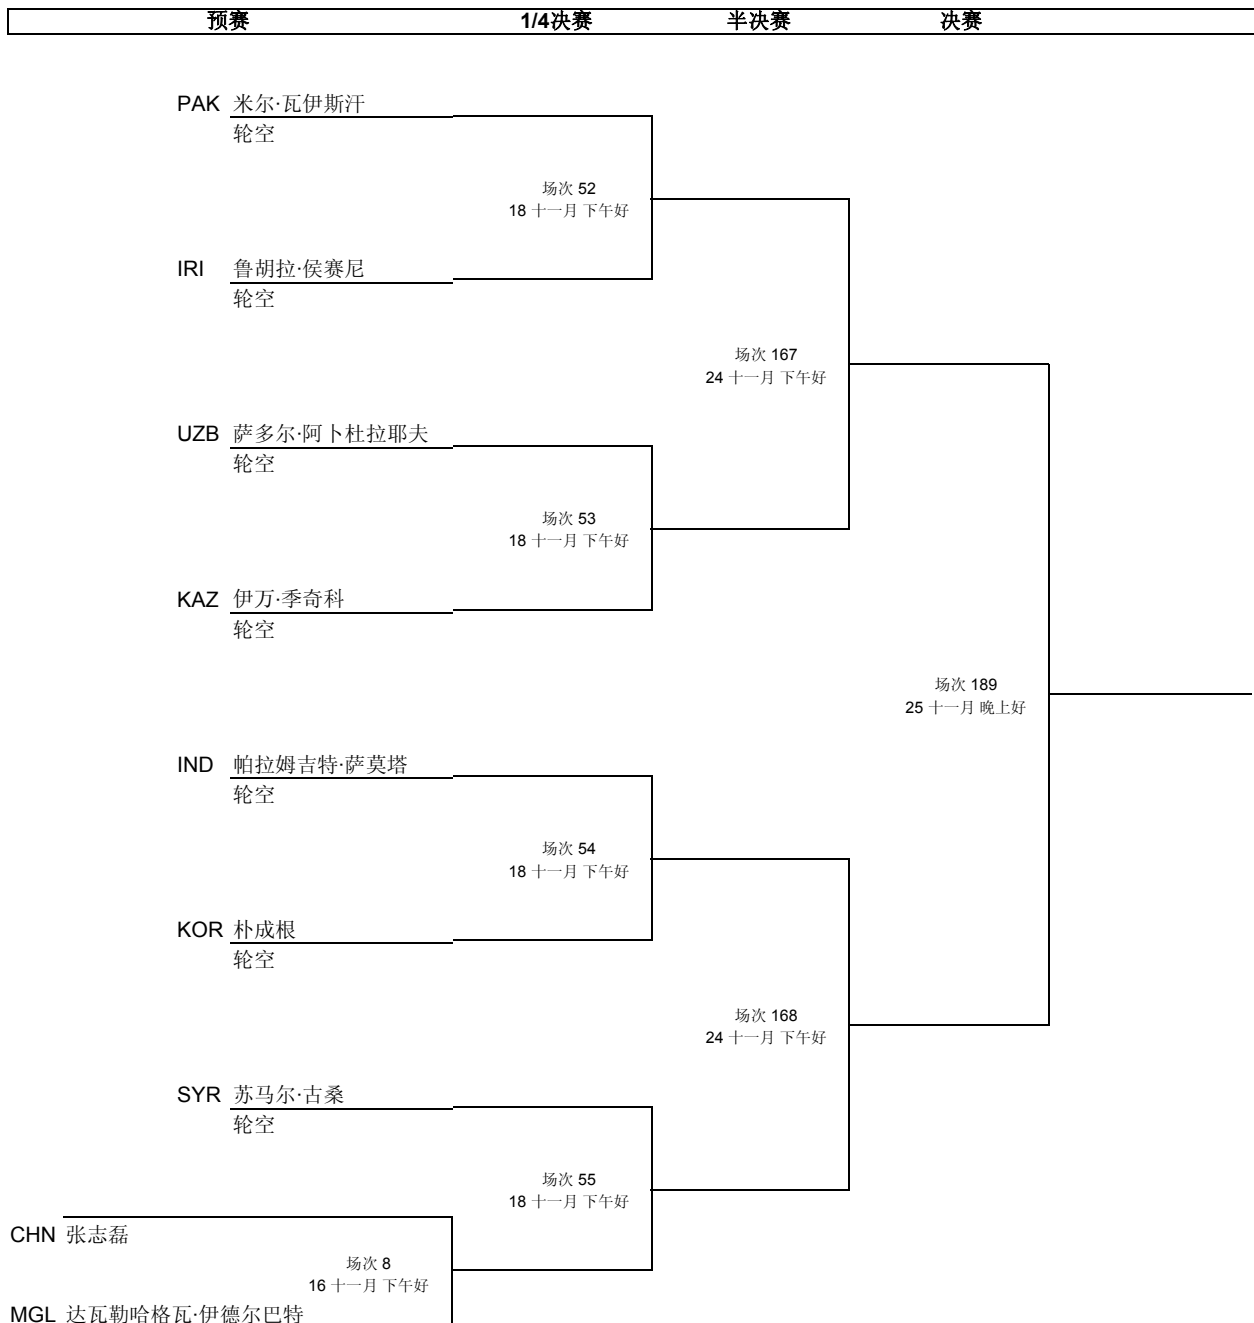 预赛 1/4决赛 半决赛 决赛
PAK 米尔·瓦伊斯汗
轮空
场次 52
18 十一月 下午好
IRI 鲁胡拉·侯赛尼
轮空
场次 167
24 十一月 下午好
UZB 萨多尔·阿卜杜拉耶夫
轮空
场次 53
18 十一月 下午好
KAZ 伊万·季奇科
轮空
场次 189
25 十一月 晚上好
IND 帕拉姆吉特·萨莫塔
轮空
场次 54
18 十一月 下午好
KOR 朴成根
轮空
场次 168
24 十一月 下午好
SYR 苏马尔·古桑
轮空
场次 55
18 十一月 下午好
CHN 张志磊
场次 8
16 十一月 下午好
MGL 达瓦勒哈格瓦·伊德尔巴特